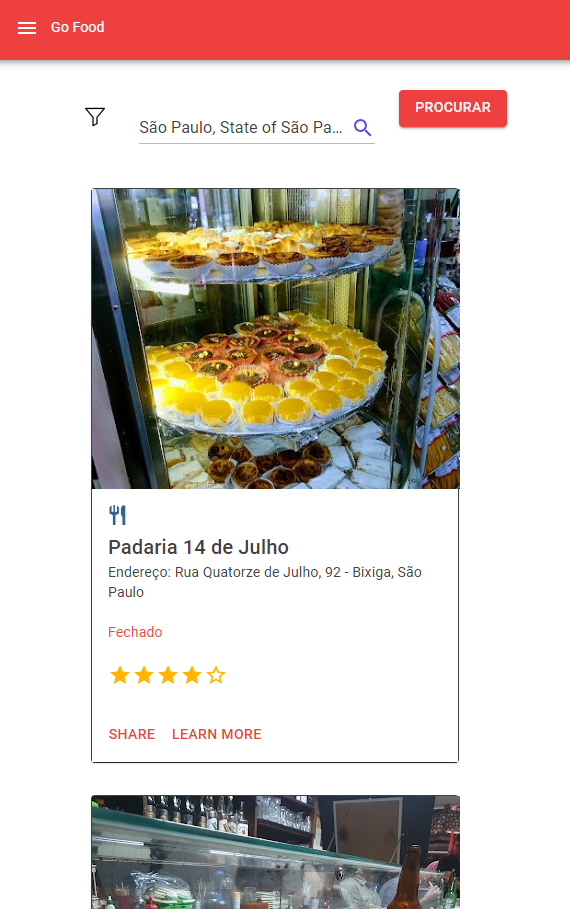 Go Food
São Paulo, State of São Pa...
PROCURAR
Padaria 14 de Julho
Endereço: Rua Quatorze de Julho, 92 - Bixiga, São
Paulo
Fechado
SHARE LEARN MORE